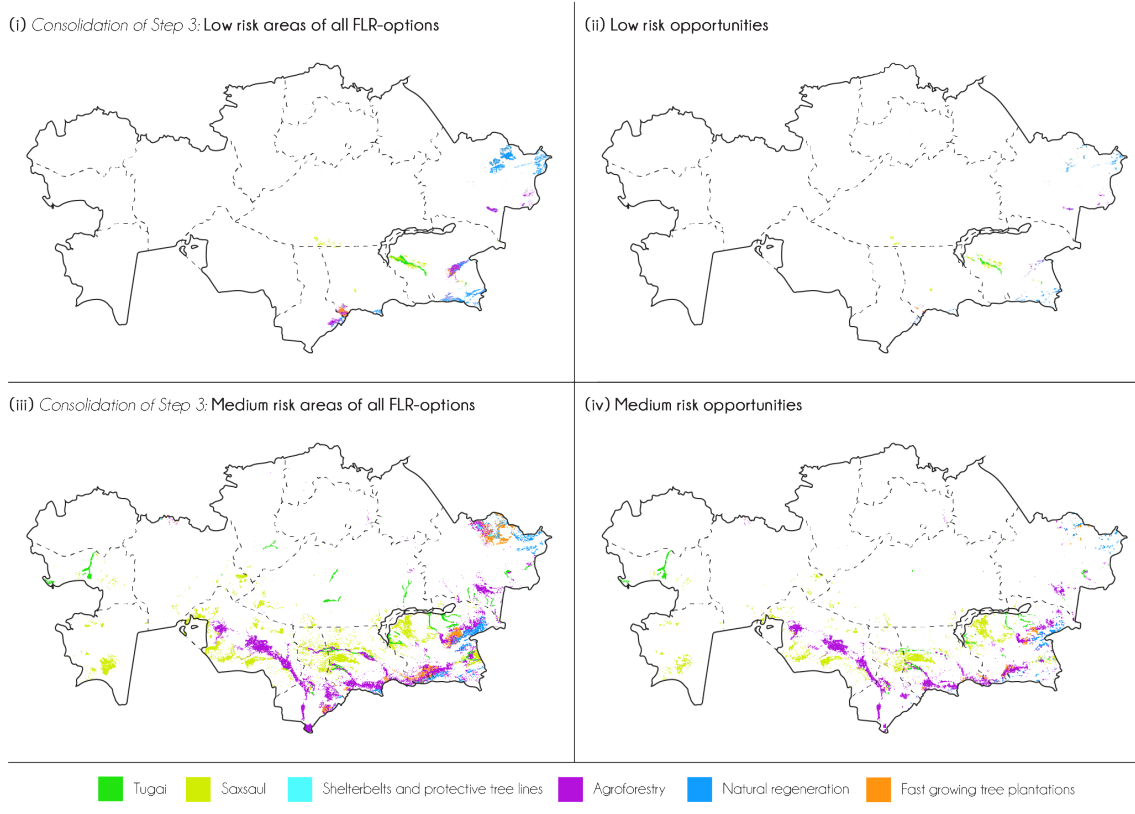 (i) Consolidation of Step 3: Low risk areas of all FLR-options
(ii) Low risk opportunities
(iii) Consolidation of Step 3: Medium risk areas of all FLR-options
(iv) Medium risk opportunities
Tugai Saxsaul Shelterbelts and protective tree lines Agroforestry Natural regeneration Fast growing tree plantations